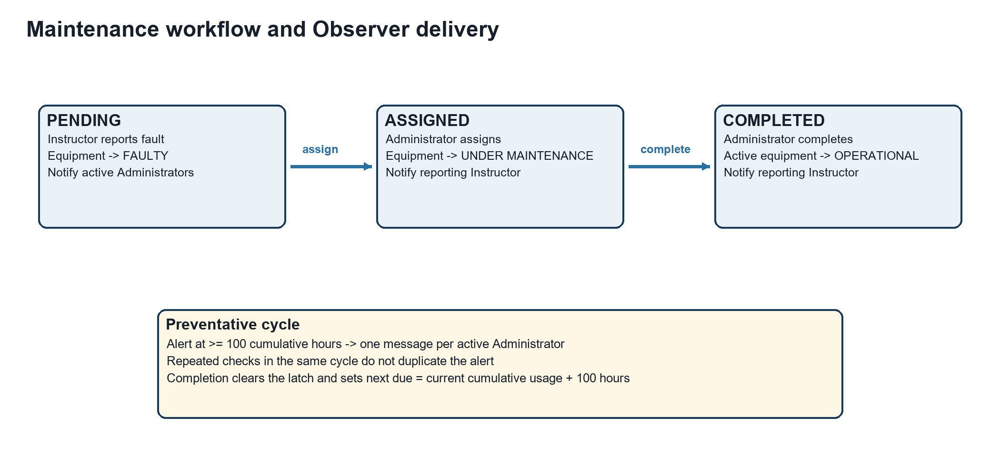 Maintenance workflow and Observer delivery
PENDING
Instructor reports fault
Equipment -> FAULTY
Notify active Administrators
assign
ASSIGNED
Administrator assigns
Equipment -> UNDER MAINTENANCE
Notify reporting Instructor
complete
COMPLETED
Administrator completes
Active equipment -> OPERATIONAL
Notify reporting Instructor
Preventative cycle
Alert at >= 100 cumulative hours -> one message per active Administrator
Repeated checks in the same cycle do not duplicate the alert
Completion clears the latch and sets next due = current cumulative usage + 100 hours